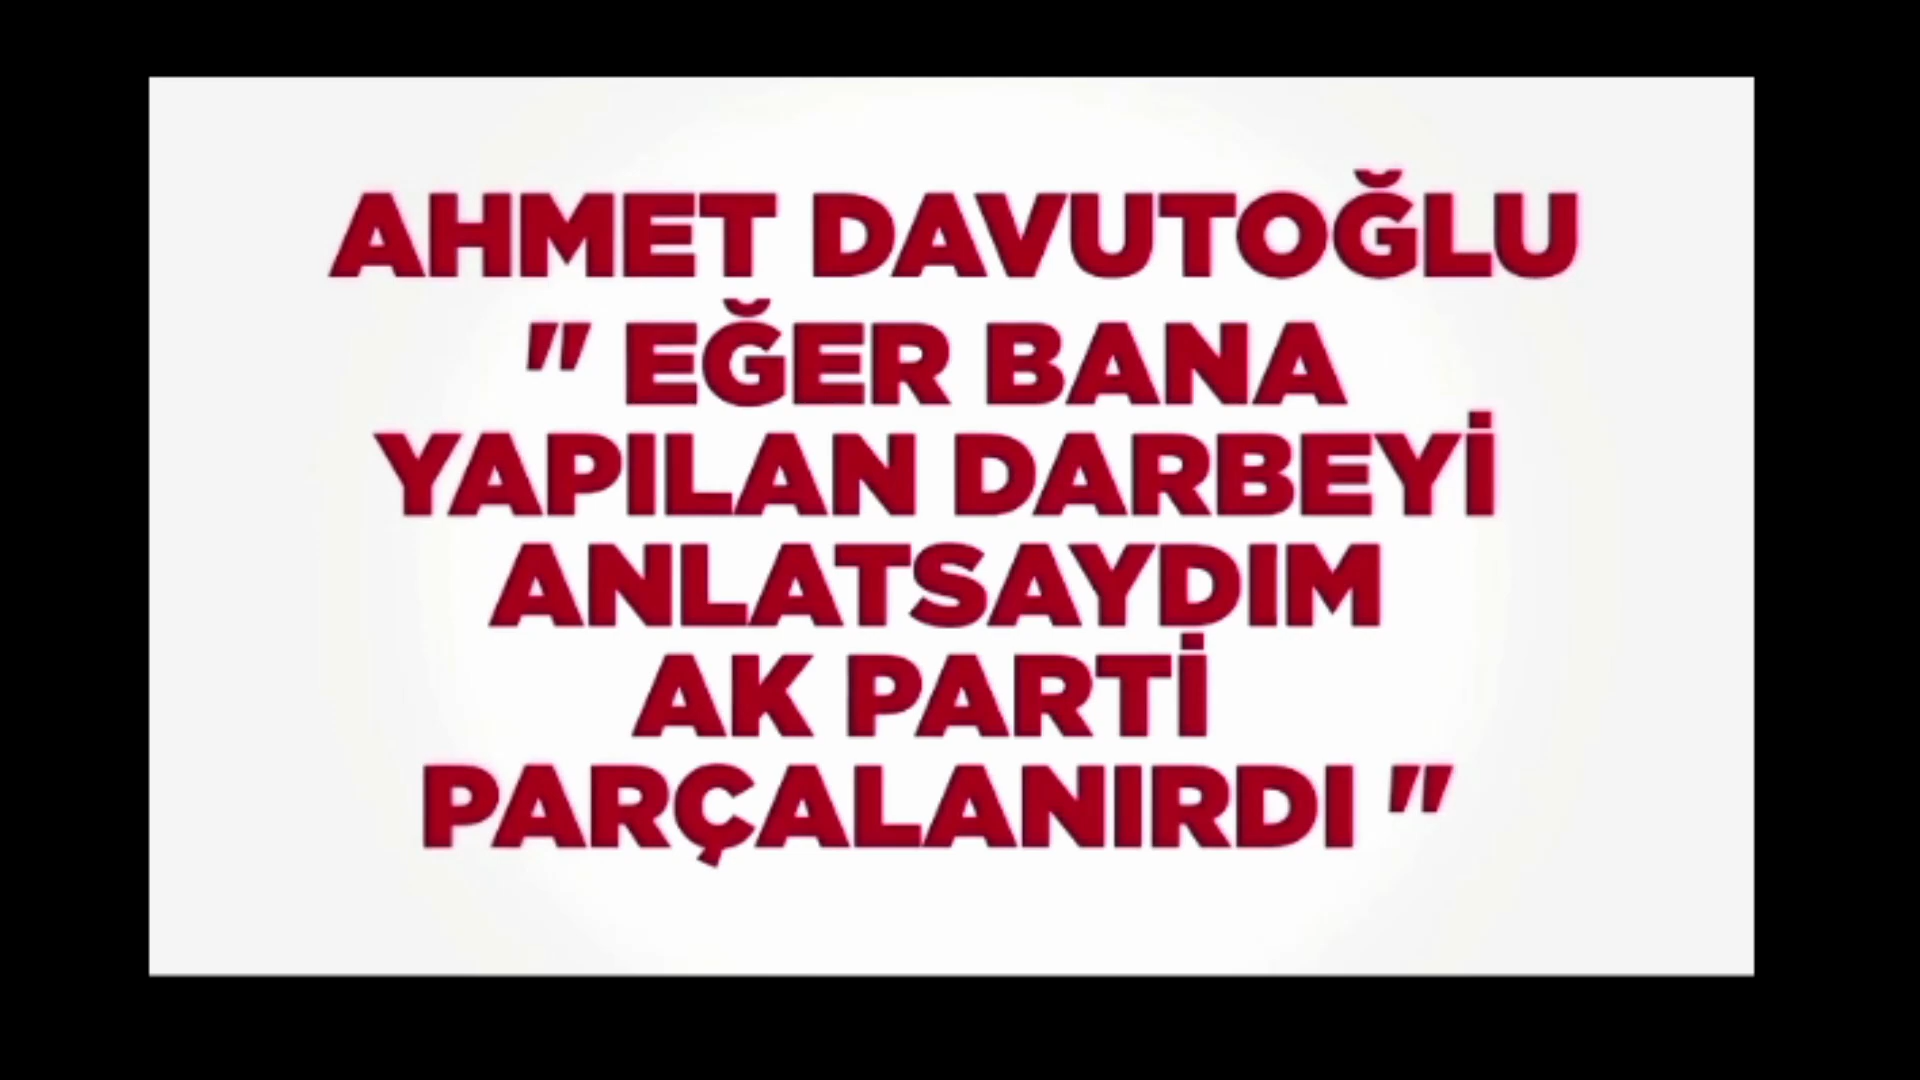 AHMET DAVUTOĞLU
" EĞER BANA
YAPILAN DARBEYİ
ANLATSAYDIM
AK PARTİ
PARÇALANIRDI "